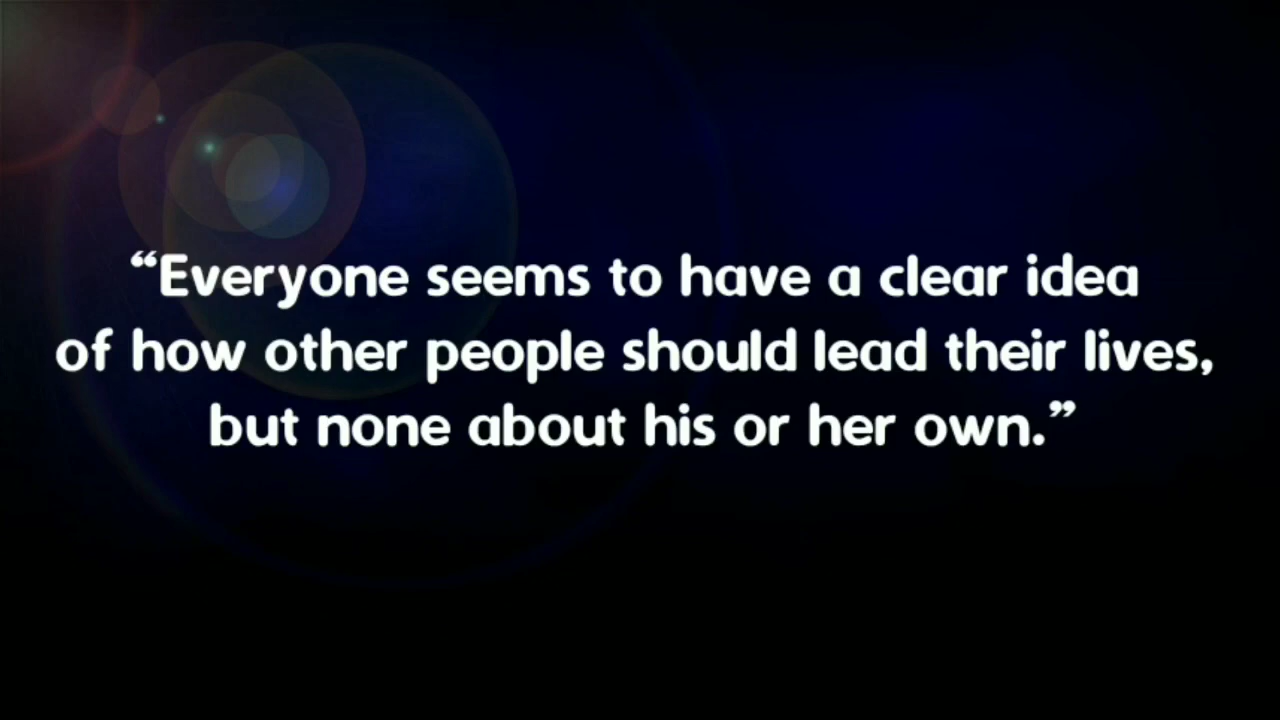 “Everyone seems to have a clear idea
of how other people should lead their lives,
but none about his or her own.”